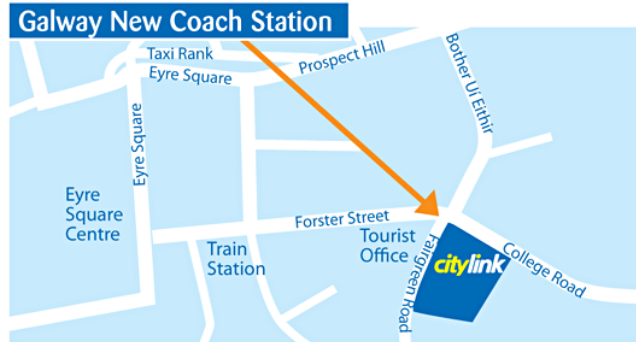 Galway New Coach Station
Taxi Rank
Eyre Square
Prospect Hill
Bother Uí Eithir
Eyre Square
Eyre
Square
Centre
Forster Street
Train
Station
Tourist
Office
Fairgreen Road
citylink
College Road